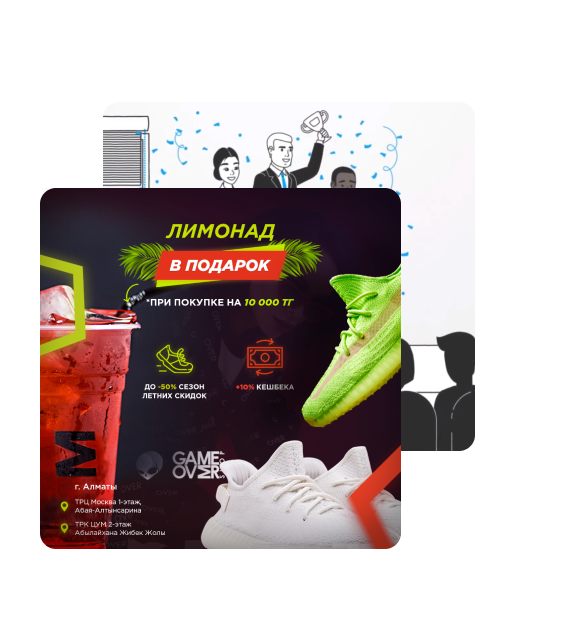 ЛИМОНАД
В ПОДАРОК
*ПРИ ПОКУПКЕ НА 10 000 ТГ
ДО -50% СЕЗОН
ЛЕТНИХ СКИДОК
+10% КЕШБЕКА
M
GAME
OVER
г. Алматы
ТРЦ Москва 1-этаж,
Абая-Алтынсарина
ТРК ЦУМ 2-этаж
Абылайхана Жибек Жолы